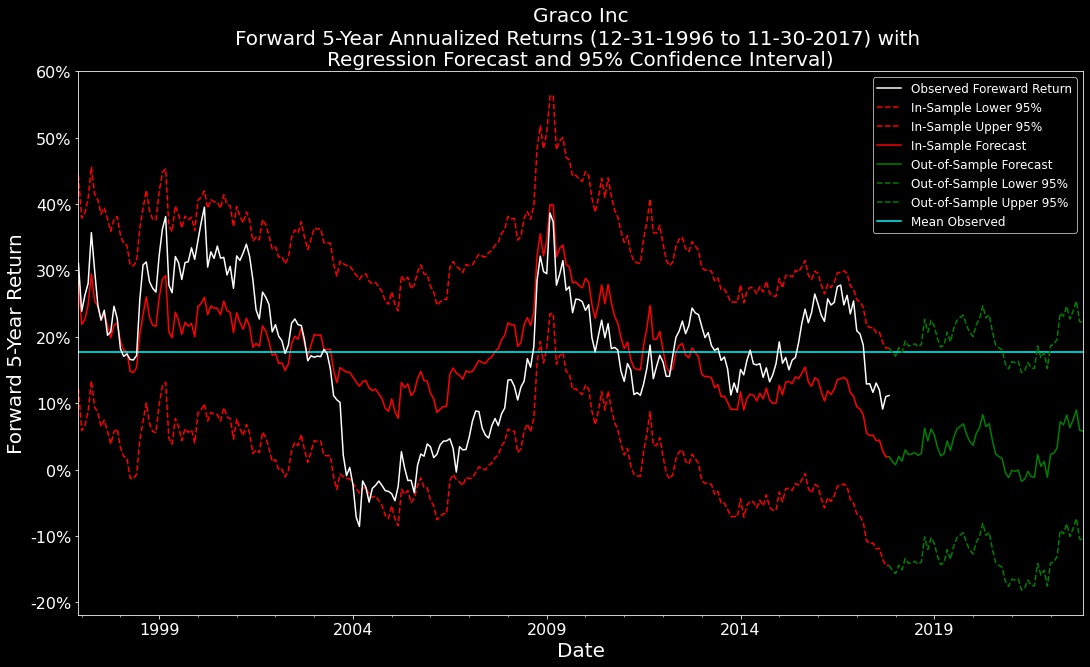 Graco Inc
Forward 5-Year Annualized Returns (12-31-1996 to 11-30-2017) with
Regression Forecast and 95% Confidence Interval)
60%
50%
40%
30%
20%
10%
0%
-10%
-20%
Forward 5-Year Return
Observed Foreward Return
In-Sample Lower 95%
In-Sample Upper 95%
In-Sample Forecast
Out-of-Sample Forecast
Out-of-Sample Lower 95%
Out-of-Sample Upper 95%
Mean Observed
1999
2004
2009
2014
2019
Date